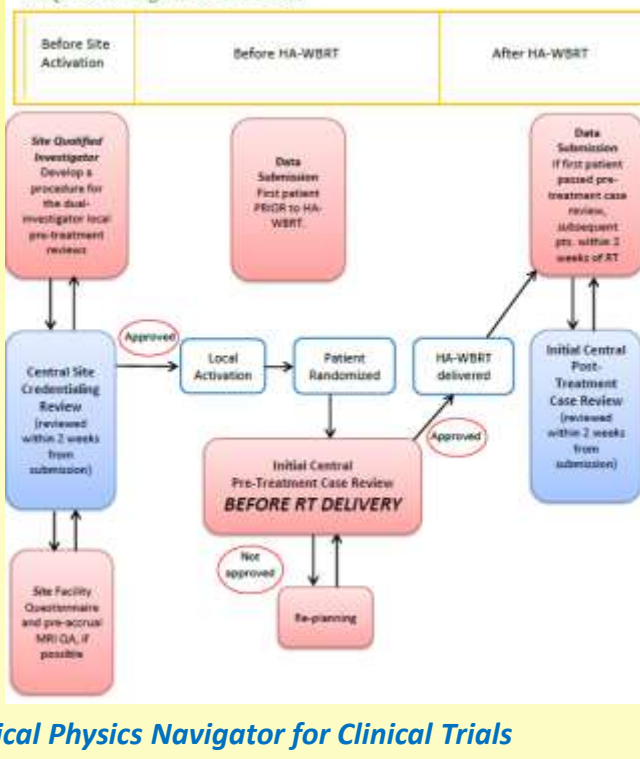 Before Site
Activation
Before HA-WBRT
After HA-WBRT
Site Qualified
Investigator
Develop a
procedure for
the dual-
investigator local
pre-treatment
reviews
Data
Submission
First patient
PRIOR to HA-
WBRT.
Data
Submission
If first patient
passed pre-
treatment case
review,
subsequent
pts. within 2
weeks of RT
Central Site
Credentialing
Review
(reviewed
within 2 weeks
from
submission)
Approved
Local
Activation
Patient
Randomized
HA-WBRT
delivered
Initial Central
Post-
Treatment
Case Review
(reviewed
within 2 weeks
from
submission)
Approved
Initial Central
Pre-Treatment Case Review
BEFORE RT DELIVERY
Not
approved
Re-planning
Site Facility
Questionnaire
and pre-accrual
MRI QA, if
possible
ical Physics Navigator for Clinical Trials